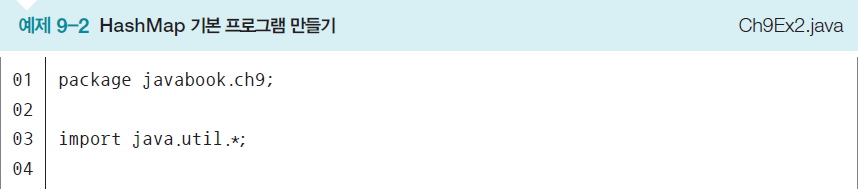 예제 9-2 HashMap 기본 프로그램 만들기 Ch9Ex2.java
01 package javabook.ch9;
02
03 import java.util.*;
04